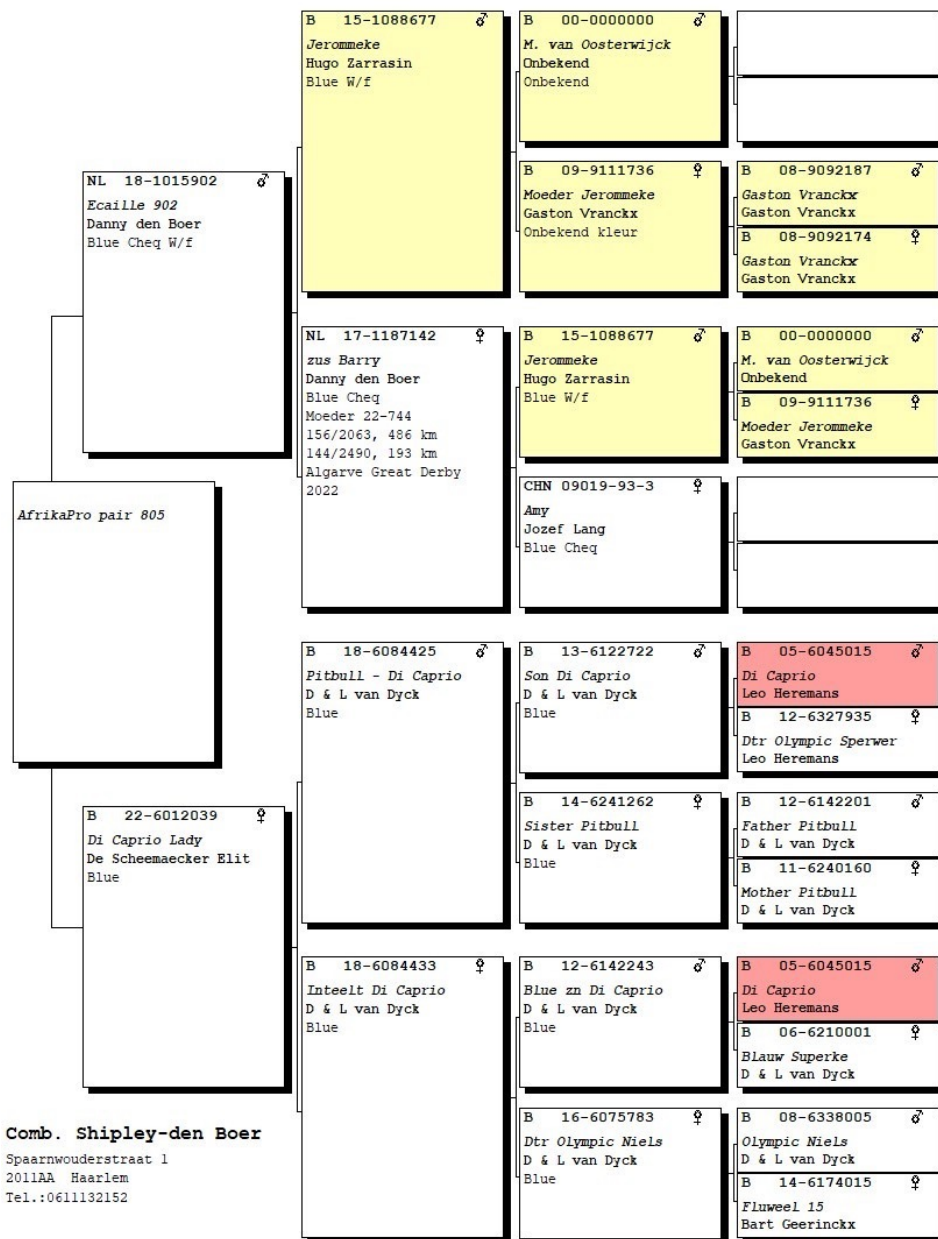 AfrikaPro pair 805
NL 18-1015902 ♂
Ecaille 902
Danny den Boer
Blue Cheq W/f
B 22-6012039 ♀
Di Caprio Lady
De Scheemaecker Elit
Blue
B 15-1088677 ♂
Jerommeke
Hugo Zarrasin
Blue W/f
NL 17-1187142 ♀
zus Barry
Danny den Boer
Blue Cheq
Moeder 22-744
156/2063, 486 km
144/2490, 193 km
Algarve Great Derby
2022
B 18-6084425 ♂
Pitbull - Di Caprio
D & L van Dyck
Blue
B 18-6084433 ♀
Inteelt Di Caprio
D & L van Dyck
Blue
B 00-0000000 ♂
M. van Oosterwijck
Onbekend
Onbekend
B 09-9111736 ♀
Moeder Jerommeke
Gaston Vranckx
Onbekend kleur
B 15-1088677 ♂
Jerommeke
Hugo Zarrasin
Blue W/f
CHN 09019-93-3 ♀
Amy
Jozef Lang
Blue Cheq
B 13-6122722 ♂
Son Di Caprio
D & L van Dyck
Blue
B 14-6241262 ♀
Sister Pitbull
D & L van Dyck
Blue
B 12-6142243 ♂
Blue zn Di Caprio
D & L van Dyck
Blue
B 16-6075783 ♀
Dtr Olympic Niels
D & L van Dyck
Blue
B 08-9092187 ♂
Gaston Vranckx
Gaston Vranckx
B 08-9092174 ♀
Gaston Vranckx
Gaston Vranckx
B 00-0000000 ♂
M. van Oosterwijck
Onbekend
B 09-9111736 ♀
Moeder Jerommeke
Gaston Vranckx
B 05-6045015 ♂
Di Caprio
Leo Heremans
B 12-6327935 ♀
Dtr Olympic Sperwer
Leo Heremans
B 12-6142201 ♂
Father Pitbull
D & L van Dyck
B 11-6240160 ♀
Mother Pitbull
D & L van Dyck
B 05-6045015 ♂
Di Caprio
Leo Heremans
B 06-6210001 ♀
Blauw Superke
D & L van Dyck
B 08-6338005 ♂
Olympic Niels
D & L van Dyck
B 14-6174015 ♀
Fluweel 15
Bart Geerinckx
Comb. Shipley-den Boer
Spaarnwouderstraat 1
2011AA Haarlem
Tel.:0611132152